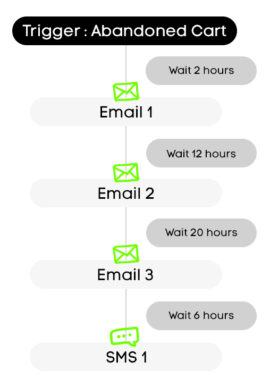 Trigger : Abandoned Cart
Wait 2 hours
Email 1
Wait 12 hours
Email 2
Wait 20 hours
Email 3
Wait 6 hours
SMS 1